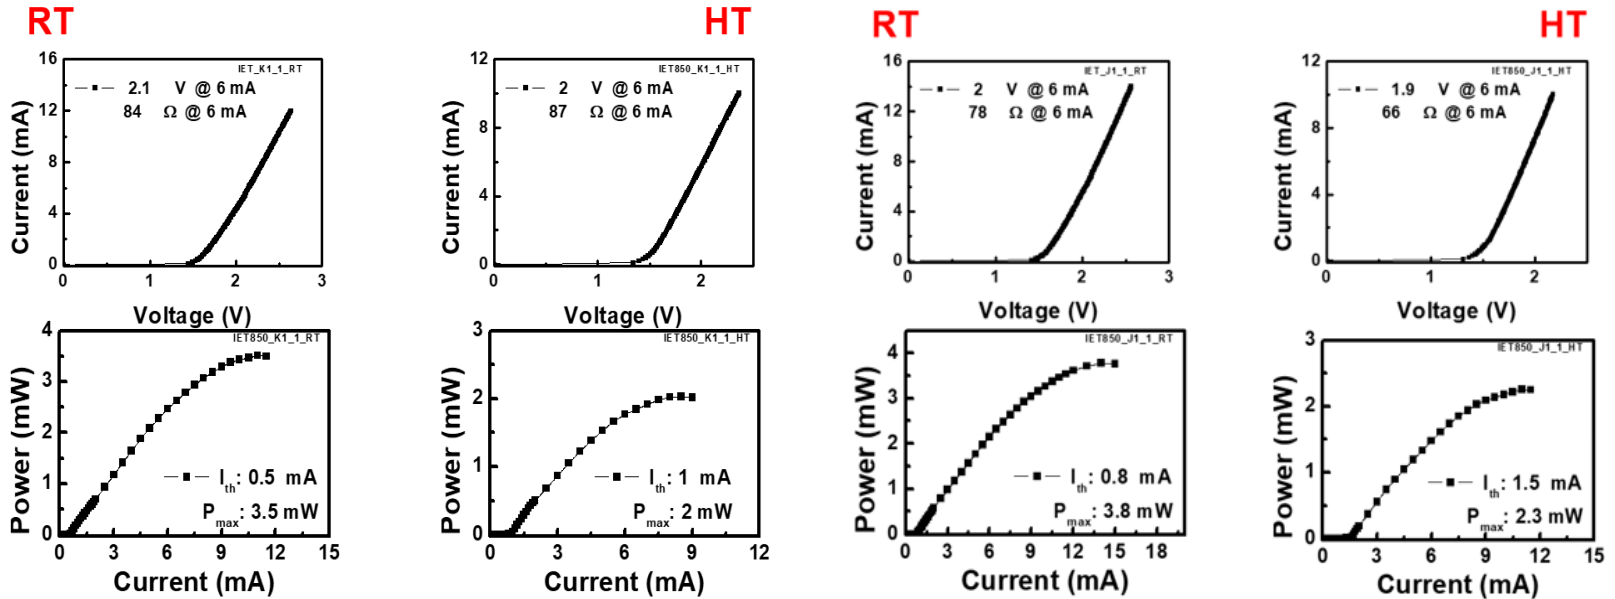 RT
HT
RT
HT
IET_K1_1_RT
2.1 V @ 6 mA
84 Ω @ 6 mA
Current (mA)
16
12
8
4
0
0 1 2 3
Voltage (V)
IET850_K1_1_HT
2 V @ 6 mA
87 Ω @ 6 mA
Current (mA)
12
8
4
0
0 1 2
Voltage (V)
IET_J1_1_RT
2 V @ 6 mA
78 Ω @ 6 mA
Current (mA)
16
12
8
4
0
0 1 2 3
Voltage (V)
IET850_J1_1_HT
1.9 V @ 6 mA
66 Ω @ 6 mA
Current (mA)
12
8
4
0
0 1 2
Voltage (V)
IET850_K1_1_RT
Power (mW)
4
3
2
1
0
Ith: 0.5 mA
Pmax: 3.5 mW
0 3 6 9 12 15
Current (mA)
IET850_K1_1_HT
Power (mW)
3
2
1
0
Ith: 1 mA
Pmax: 2 mW
0 3 6 9 12
Current (mA)
IET850_J1_1_RT
Power (mW)
4
3
2
1
0
Ith: 0.8 mA
Pmax: 3.8 mW
0 3 6 9 12 15 18
Current (mA)
IET850_J1_1_HT
Power (mW)
3
2
1
0
Ith: 1.5 mA
Pmax: 2.3 mW
0 3 6 9 12 15
Current (mA)